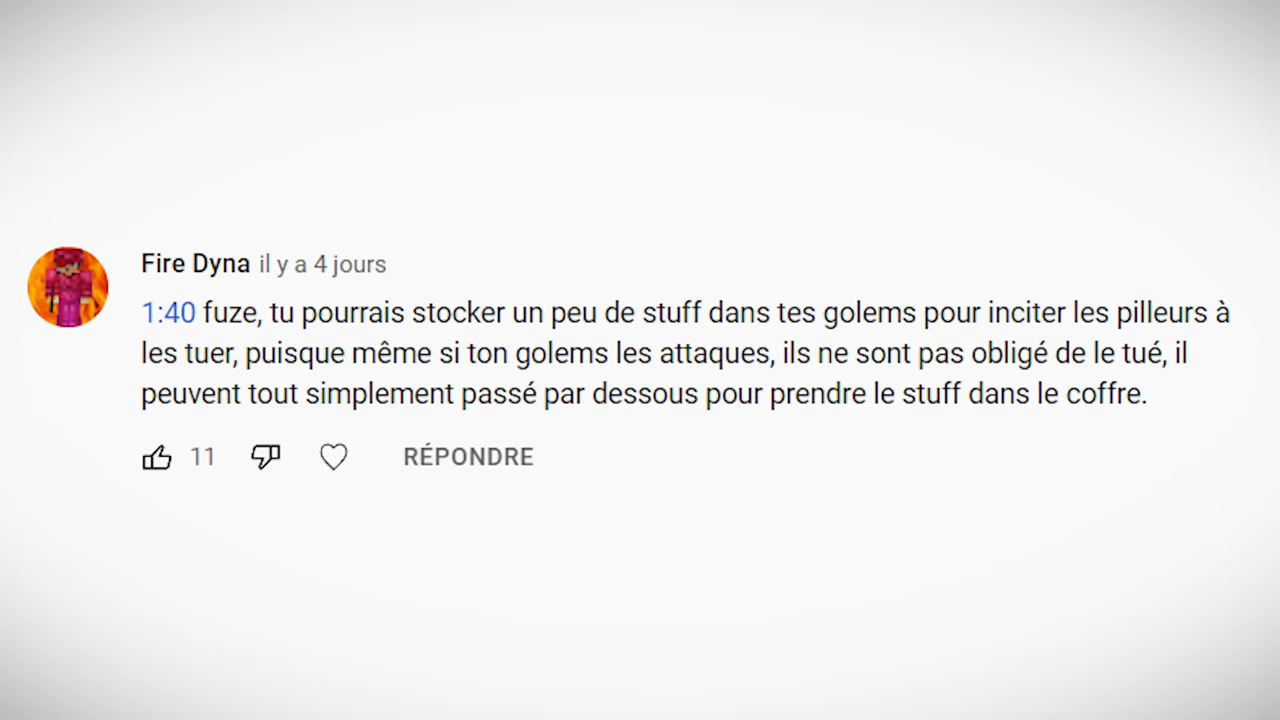 Fire Dyna il y a 4 jours
1:40 fuze, tu pourrais stocker un peu de stuff dans tes golems pour inciter les pilleurs à
les tuer, puisque même si ton golems les attaques, ils ne sont pas obligé de le tué, il
peuvent tout simplement passé par dessous pour prendre le stuff dans le coffre.
11 RÉPONDRE